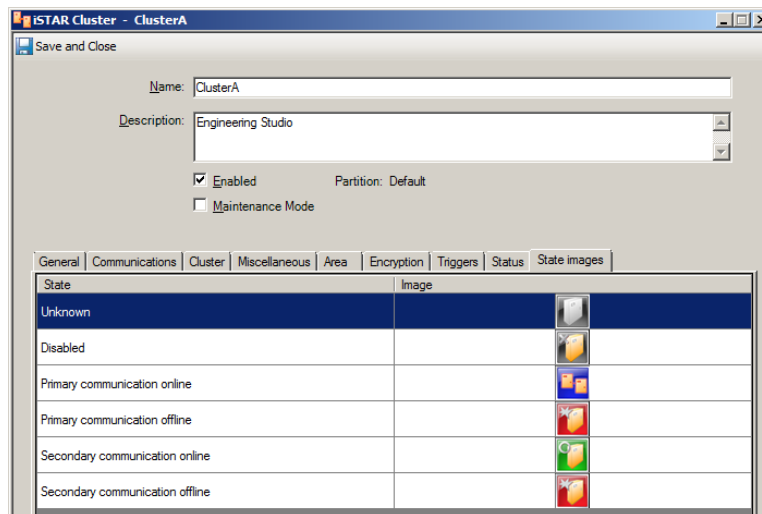 iSTAR Cluster - ClusterA
Save and Close
Name: ClusterA
Description: Engineering Studio
Enabled Partition: Default
Maintenance Mode
General Communications Cluster Miscellaneous Area Encryption Triggers Status State images
State Image
Unknown
Disabled
Primary communication online
Primary communication offline
Secondary communication online
Secondary communication offline